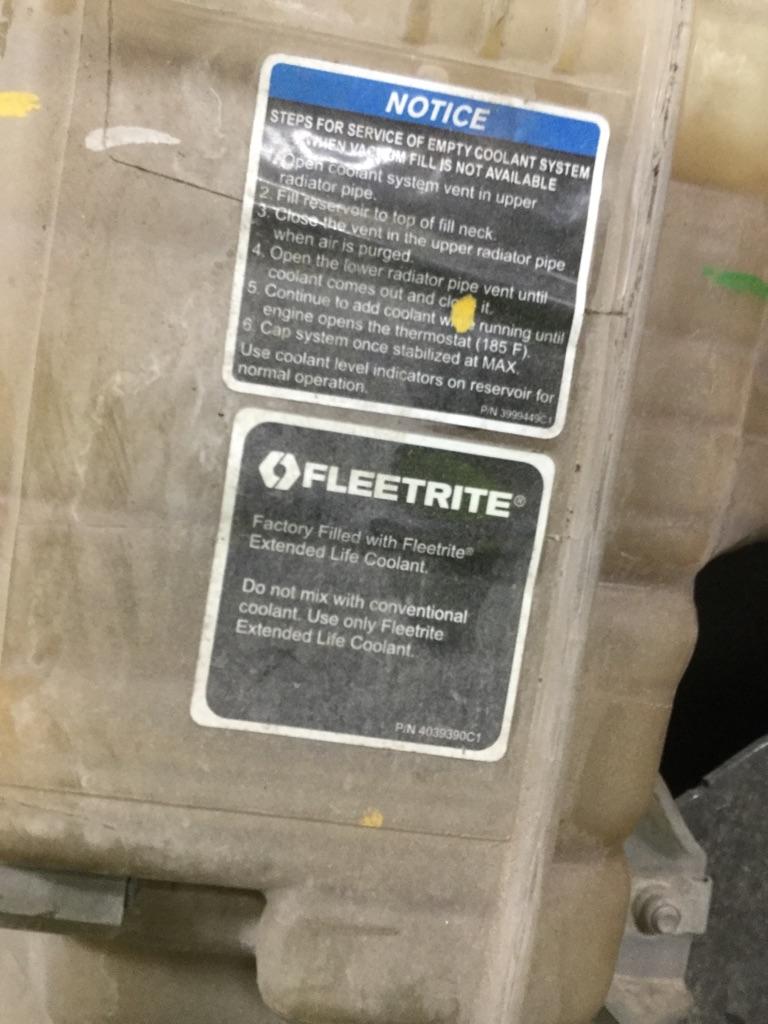 NOTICE
STEPS FOR SERVICE OF EMPTY COOLANT SYSTEM
WHEN VACUUM FILL IS NOT AVAILABLE
1. Open coolant system vent in upper
radiator pipe.
2. Fill reservoir to top of fill neck.
3. Close the vent in the upper radiator pipe
when air is purged.
4. Open the lower radiator pipe vent until
coolant comes out and close it.
5. Continue to add coolant running until
engine opens the thermostat (185 F).
6. Cap system once stabilized at MAX.
Use coolant level indicators on reservoir for
normal operation.
P/N 3999449C1
FLEETRITE®
Factory Filled with Fleetrite®
Extended Life Coolant.
Do not mix with conventional
coolant. Use only Fleetrite
Extended Life Coolant.
P/N 4039390C1